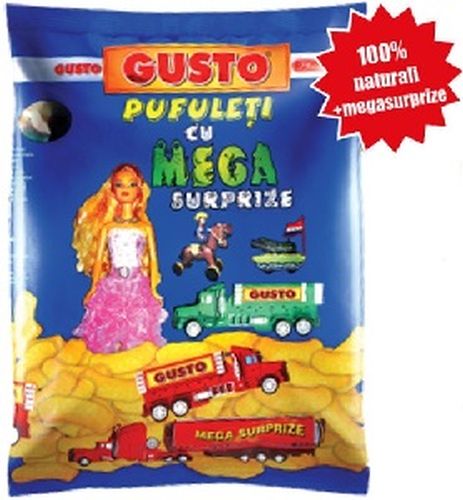 100%
naturali
+megasurprize
GUSTO
GUSTO®
PUFULEȚI
CU
MEGA
SURPRIZE
GUSTO
GUSTO
MEGA SURPRIZE